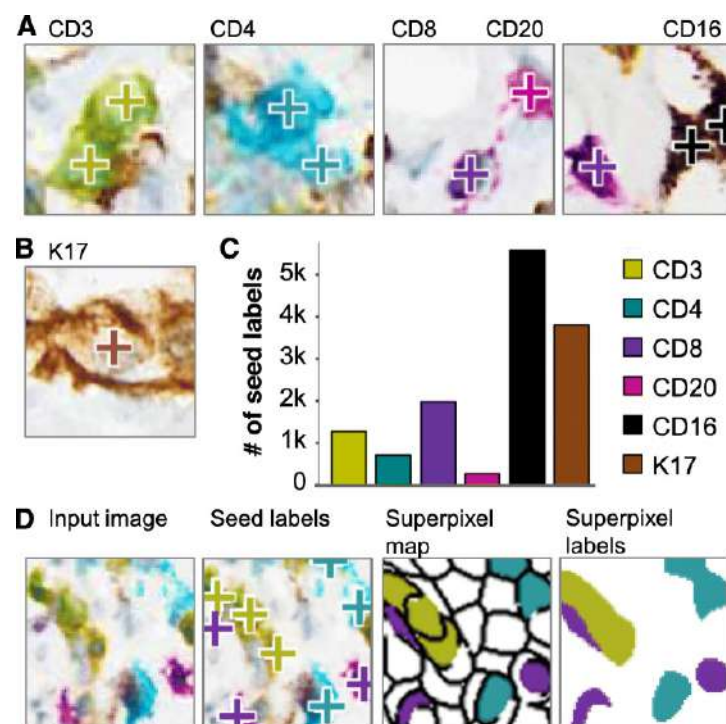 A CD3 CD4 CD8 CD20 CD16
B K17
C
# of seed labels
5k
4k
3k
2k
1k
0
CD3
CD4
CD8
CD20
CD16
K17
D Input image Seed labels Superpixel map Superpixel labels